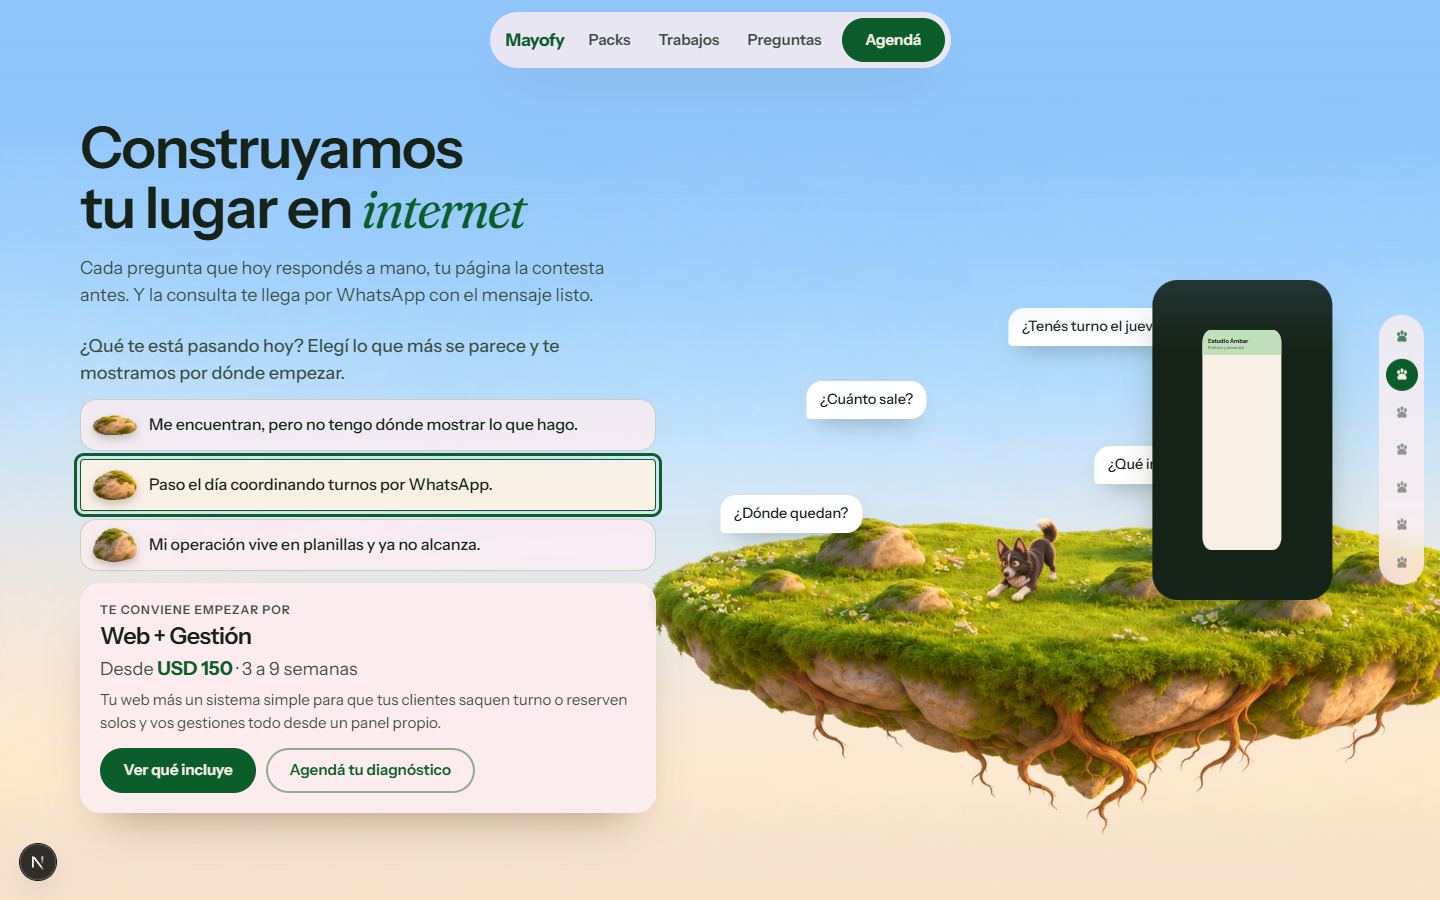 Mayofy
Packs
Trabajos
Preguntas
Agendá
Construyamos
tu lugar en internet
Cada pregunta que hoy respondés a mano, tu página la contesta
antes. Y la consulta te llega por WhatsApp con el mensaje listo.
¿Qué te está pasando hoy? Elegí lo que más se parece y te
mostramos por dónde empezar.
Me encuentran, pero no tengo dónde mostrar lo que hago.
Paso el día coordinando turnos por WhatsApp.
Mi operación vive en planillas y ya no alcanza.
TE CONVIENE EMPEZAR POR
Web + Gestión
Desde USD 150 · 3 a 9 semanas
Tu web más un sistema simple para que tus clientes saquen turno o reserven
solos y vos gestiones todo desde un panel propio.
Ver qué incluye
Agendá tu diagnóstico
¿Tenés turno el juev
¿Cuánto sale?
¿Qué
¿Dónde quedan?
Estudio Ámbar
N